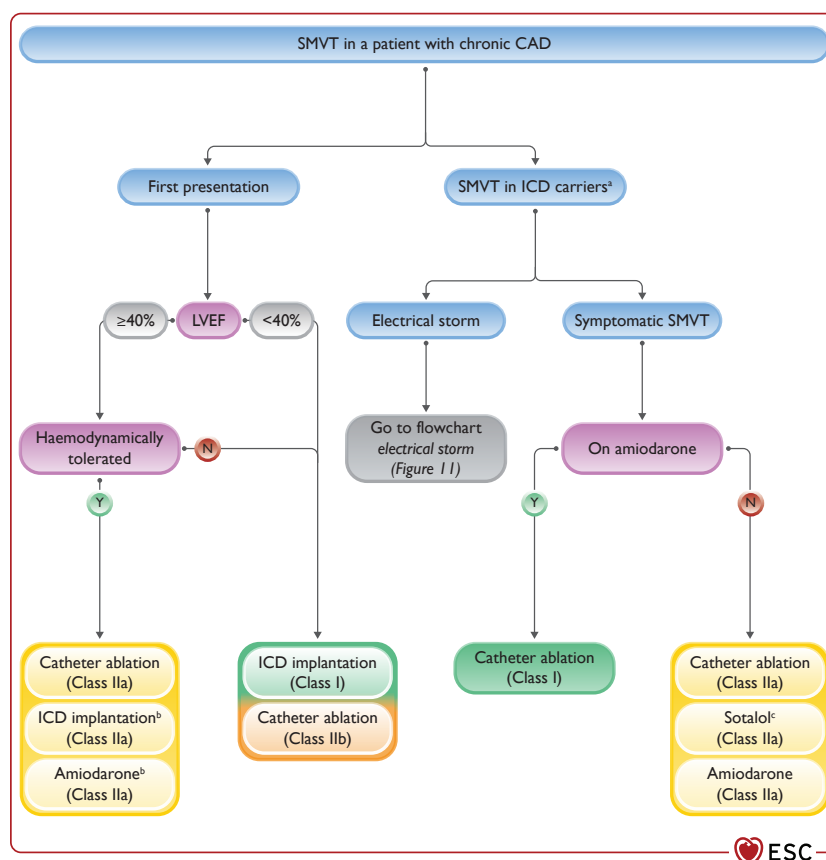 SMVT in a patient with chronic CAD
First presentation
SMVT in ICD carriersᵃ
≥40%
LVEF
<40%
Electrical storm
Symptomatic SMVT
Haemodynamically
tolerated
N
Go to flowchart
electrical storm
(Figure 11)
On amiodarone
Y
Y
N
Catheter ablation
(Class IIa)
ICD implantationᵇ
(Class IIa)
Amiodaroneᵇ
(Class IIa)
ICD implantation
(Class I)
Catheter ablation
(Class IIb)
Catheter ablation
(Class I)
Catheter ablation
(Class IIa)
Sotalolᶜ
(Class IIa)
Amiodarone
(Class IIa)
ESC